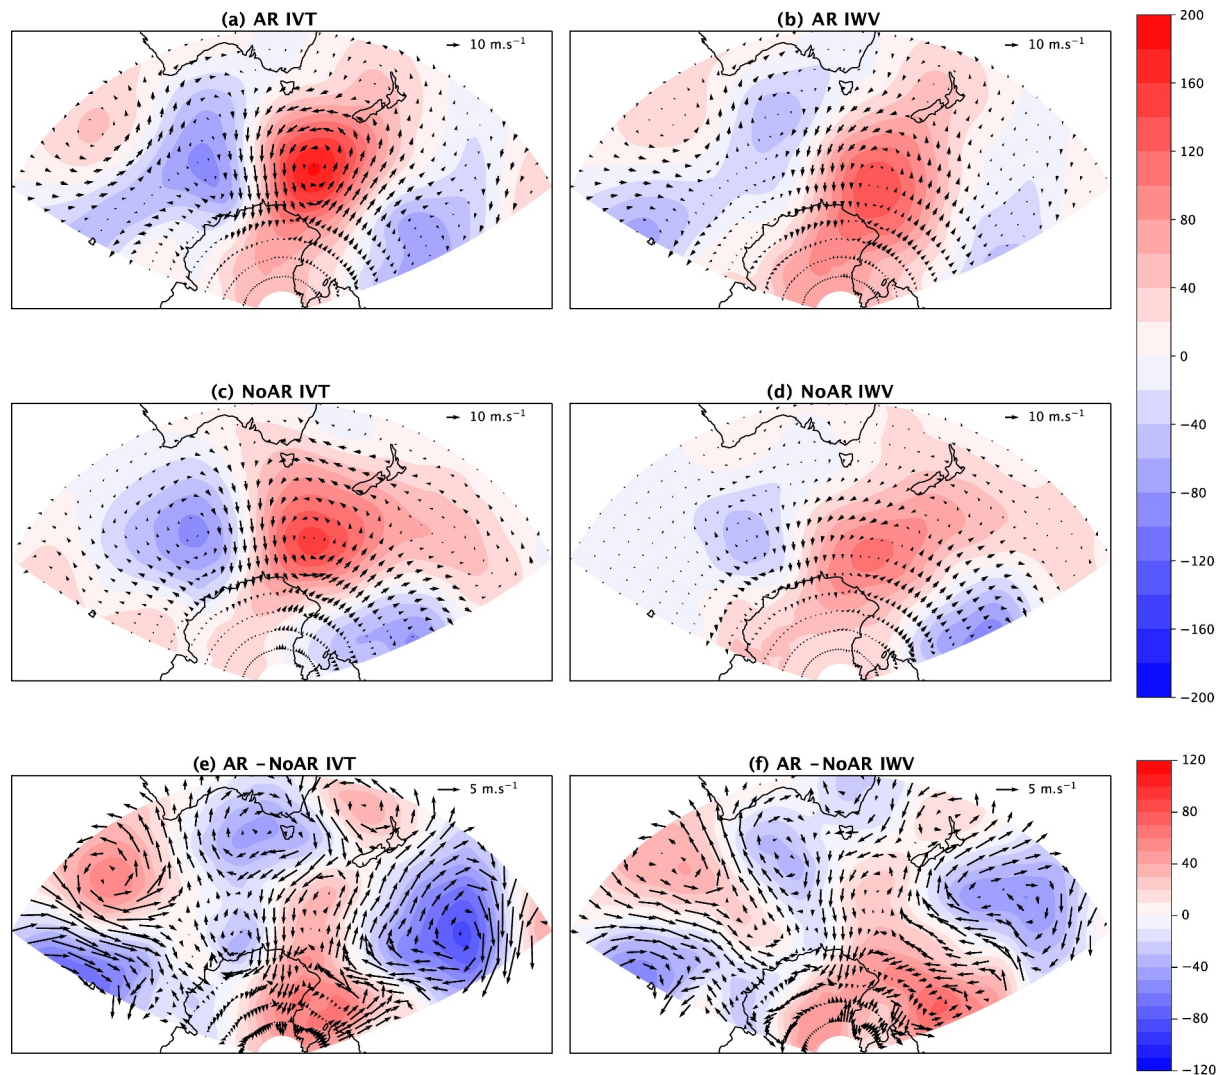 (a) AR IVT
(b) AR IWV
10 m.s⁻¹
10 m.s⁻¹
200
160
120
80
40
0
−40
−80
−120
−160
−200
(c) NoAR IVT
(d) NoAR IWV
10 m.s⁻¹
10 m.s⁻¹
(e) AR −NoAR IVT
(f) AR −NoAR IWV
5 m.s⁻¹
5 m.s⁻¹
120
80
40
0
−40
−80
−120